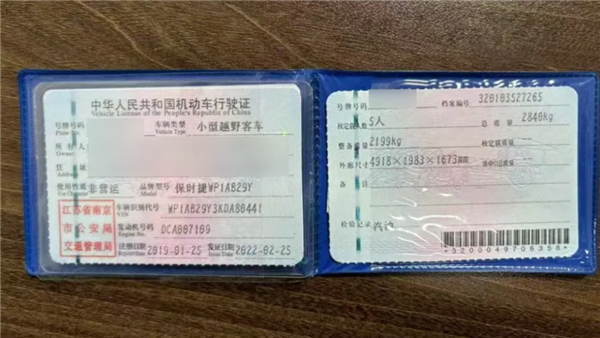 中华人民共和国机动车行驶证
Vehicle License of the People's Republic of China
号牌号码
Plate No.
车辆类型 小型越野客车
Vehicle Type
所有人
Owner
住址
Address
使用性质 非营运
Use Character
品牌型号 保时捷WP1AB29Y
Model
江苏省南京
市公安局
交通管理局
车辆识别代号 WP1AB29Y3KDA80441
VIN
发动机号码 DCA007109
Engine No.
注册日期 2019-01-25 发证日期 2022-02-25
Register Date Issue Date
号牌号码 档案编号 320103527265
核定载人数 5人 总质量 2840kg
整备质量 2199kg 核定载质量
外廓尺寸 4918×1983×1673mm 准牵引总质量
备注
检验记录 汽油
*3200049708358*